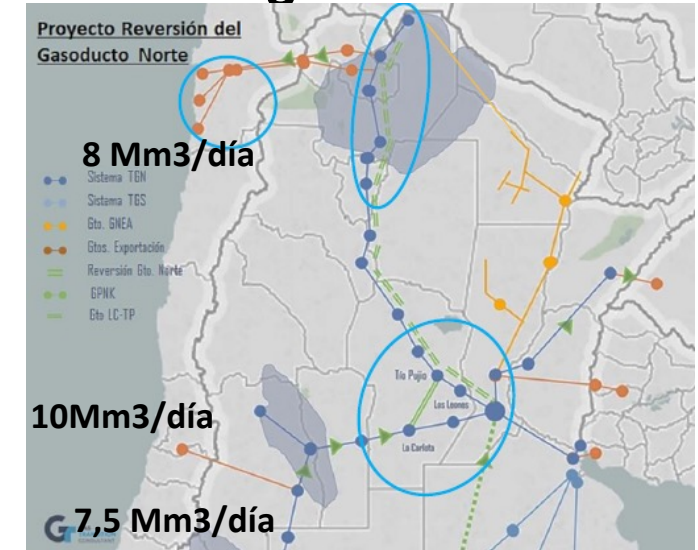 Proyecto Reversión del
Gasoducto Norte
8 Mm3/día
Sistema TGN
Sistema TGS
Gto. GNEA
Gtos. Exportación
Reversión Gto. Norte
GPNK
Gto LC-TP
Tío Pujio
Los Leones
La Carlota
10Mm3/día
7,5 Mm3/día